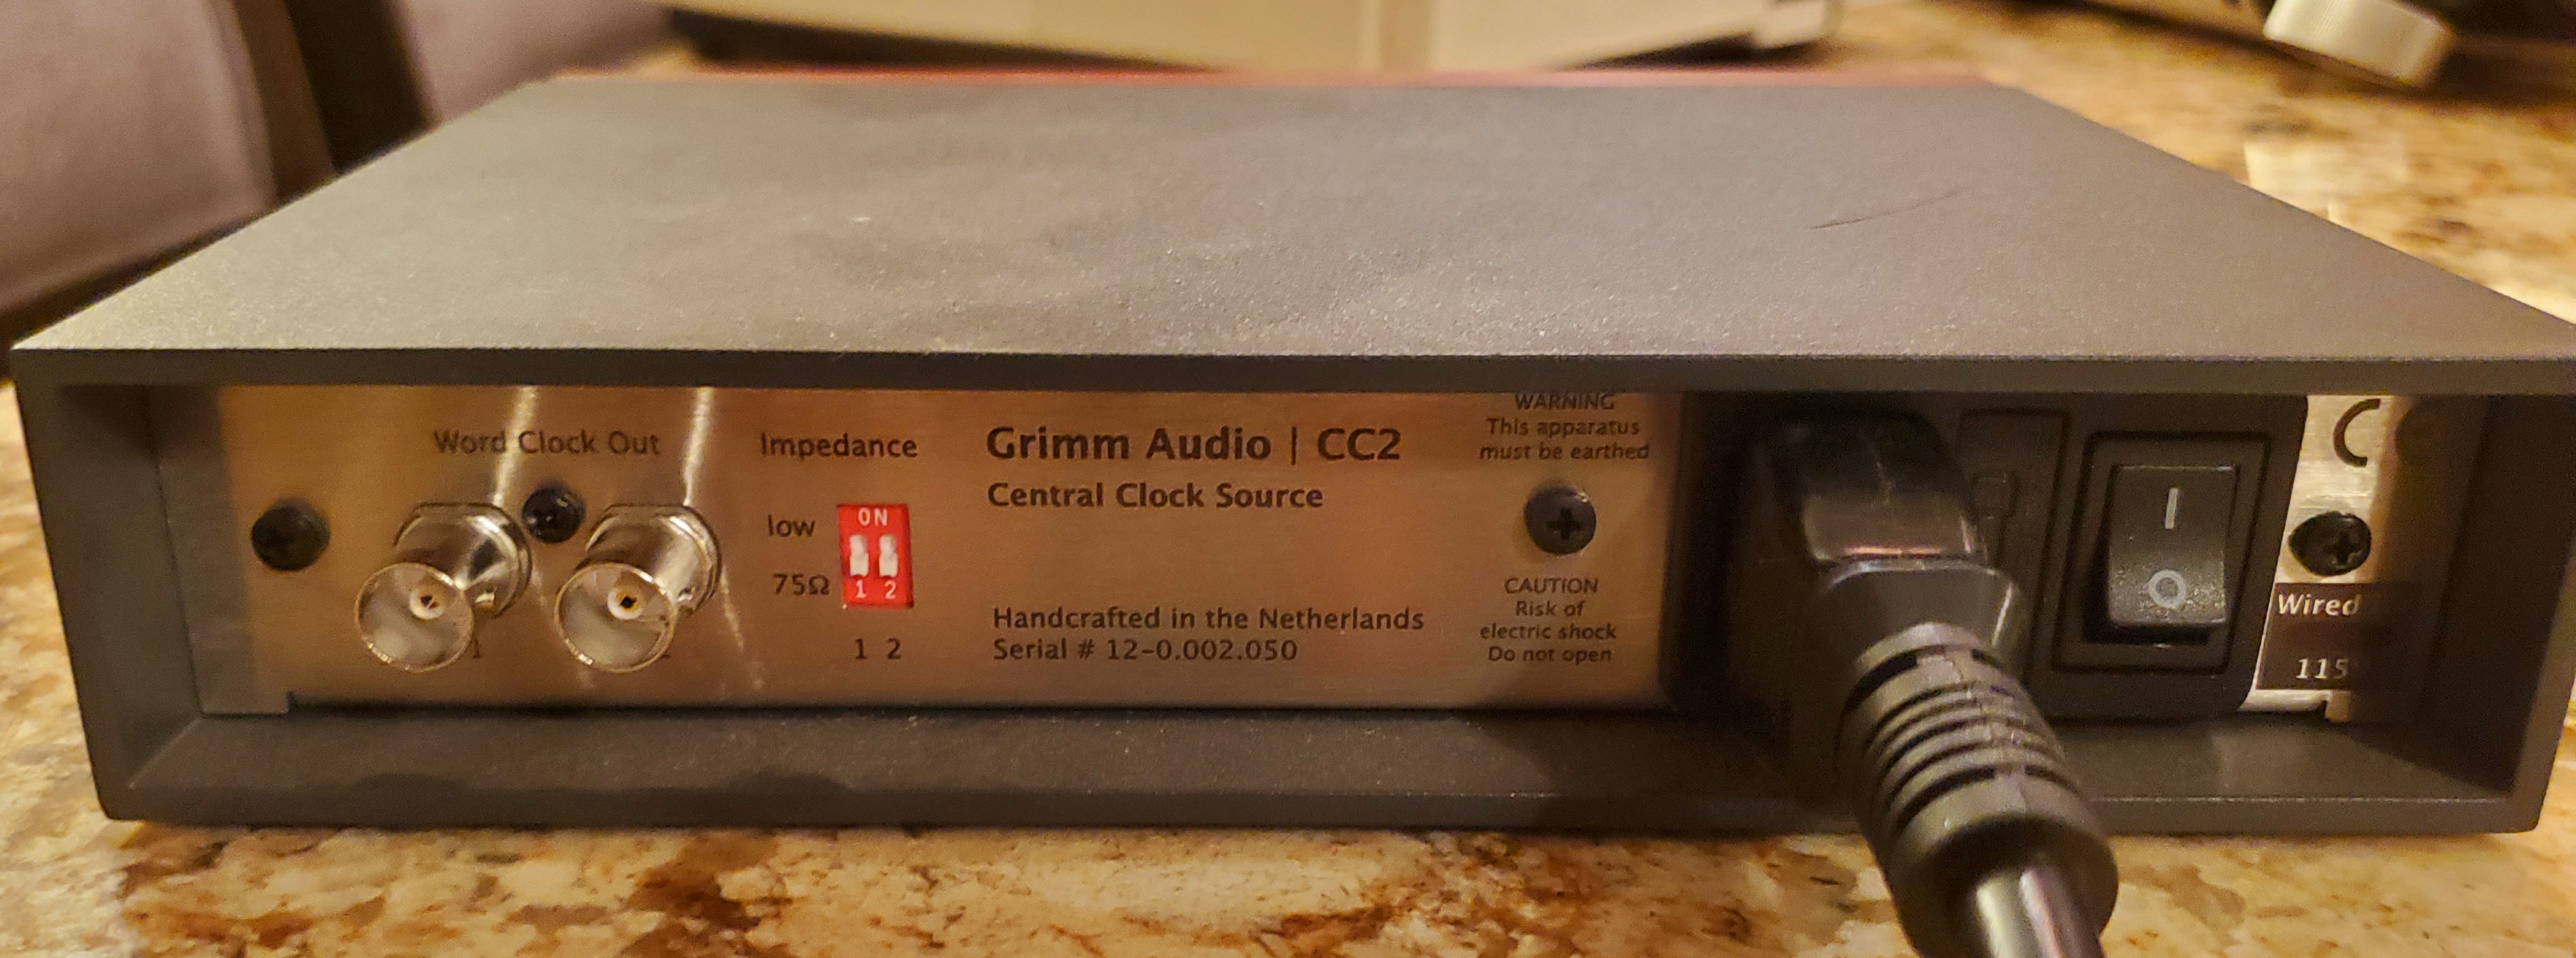 Word Clock Out
1
Impedance
low
75Ω
ON
1 2
1 2
Grimm Audio | CC2
Central Clock Source
Handcrafted in the Netherlands
Serial # 12-0.002.050
WARNING
This apparatus
must be earthed
CAUTION
Risk of
electric shock
Do not open
I
O
Wired
115